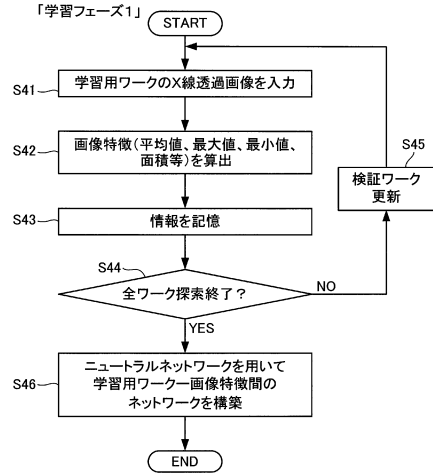 「学習フェーズ１」
START
S41
学習用ワークのX線透過画像を入力
S42
画像特徴(平均値、最大値、最小値、
面積等)を算出
S45
検証ワーク
更新
S43
情報を記憶
S44
全ワーク探索終了？
NO
YES
S46
ニュートラルネットワークを用いて
学習用ワークー画像特徴間の
ネットワークを構築
END